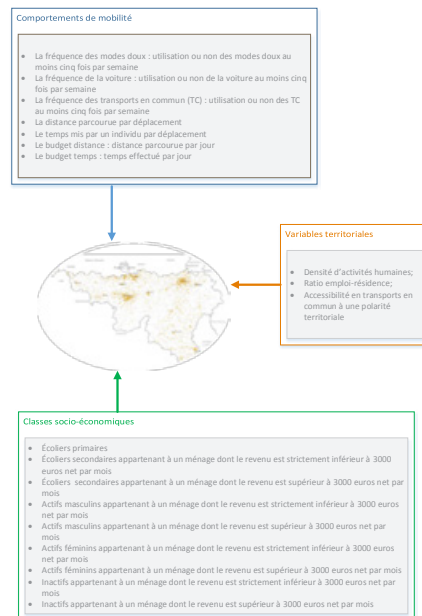 Comportements de mobilité
• La fréquence des modes doux : utilisation ou non des modes doux au
moins cinq fois par semaine
• La fréquence de la voiture : utilisation ou non de la voiture au moins cinq
fois par semaine
• La fréquence des transports en commun (TC) : utilisation ou non des TC
au moins cinq fois par semaine
• La distance parcourue par déplacement
• Le temps mis par un individu par déplacement
• Le budget distance : distance parcourue par jour
• Le budget temps : temps effectué par jour
Variables territoriales
• Densité d'activités humaines;
• Ratio emploi-résidence;
• Accessibilité en transports en
commun à une polarité
territoriale
Classes socio-économiques
• Écoliers primaires
• Écoliers secondaires appartenant à un ménage dont le revenu est strictement inférieur à 3000
euros net par mois
• Écoliers secondaires appartenant à un ménage dont le revenu est supérieur à 3000 euros net par
mois
• Actifs masculins appartenant à un ménage dont le revenu est strictement inférieur à 3000 euros
net par mois
• Actifs masculins appartenant à un ménage dont le revenu est supérieur à 3000 euros net par
mois
• Actifs féminins appartenant à un ménage dont le revenu est strictement inférieur à 3000 euros
net par mois
• Actifs féminins appartenant à un ménage dont le revenu est supérieur à 3000 euros net par mois
• Inactifs appartenant à un ménage dont le revenu est strictement inférieur à 3000 euros net par
mois
• Inactifs appartenant à un ménage dont le revenu est supérieur à 3000 euros net par mois